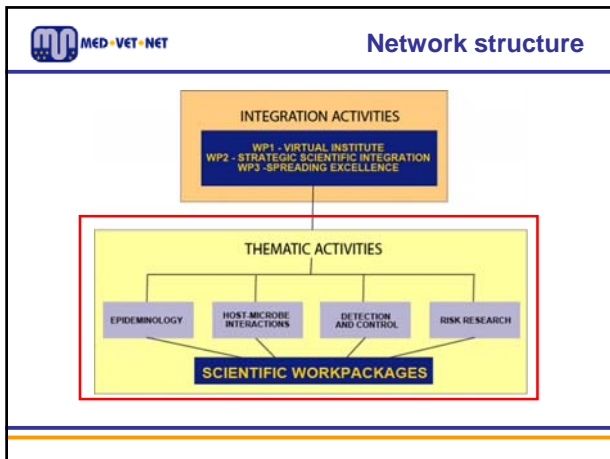 MED•VET•NET
Network structure
INTEGRATION ACTIVITIES
WP1 - VIRTUAL INSTITUTE
WP2 - STRATEGIC SCIENTIFIC INTEGRATION
WP3 -SPREADING EXCELLENCE
THEMATIC ACTIVITIES
EPIDEMINOLOGY
HOST-MICROBE
INTERACTIONS
DETECTION
AND CONTROL
RISK RESEARCH
SCIENTIFIC WORKPACKAGES